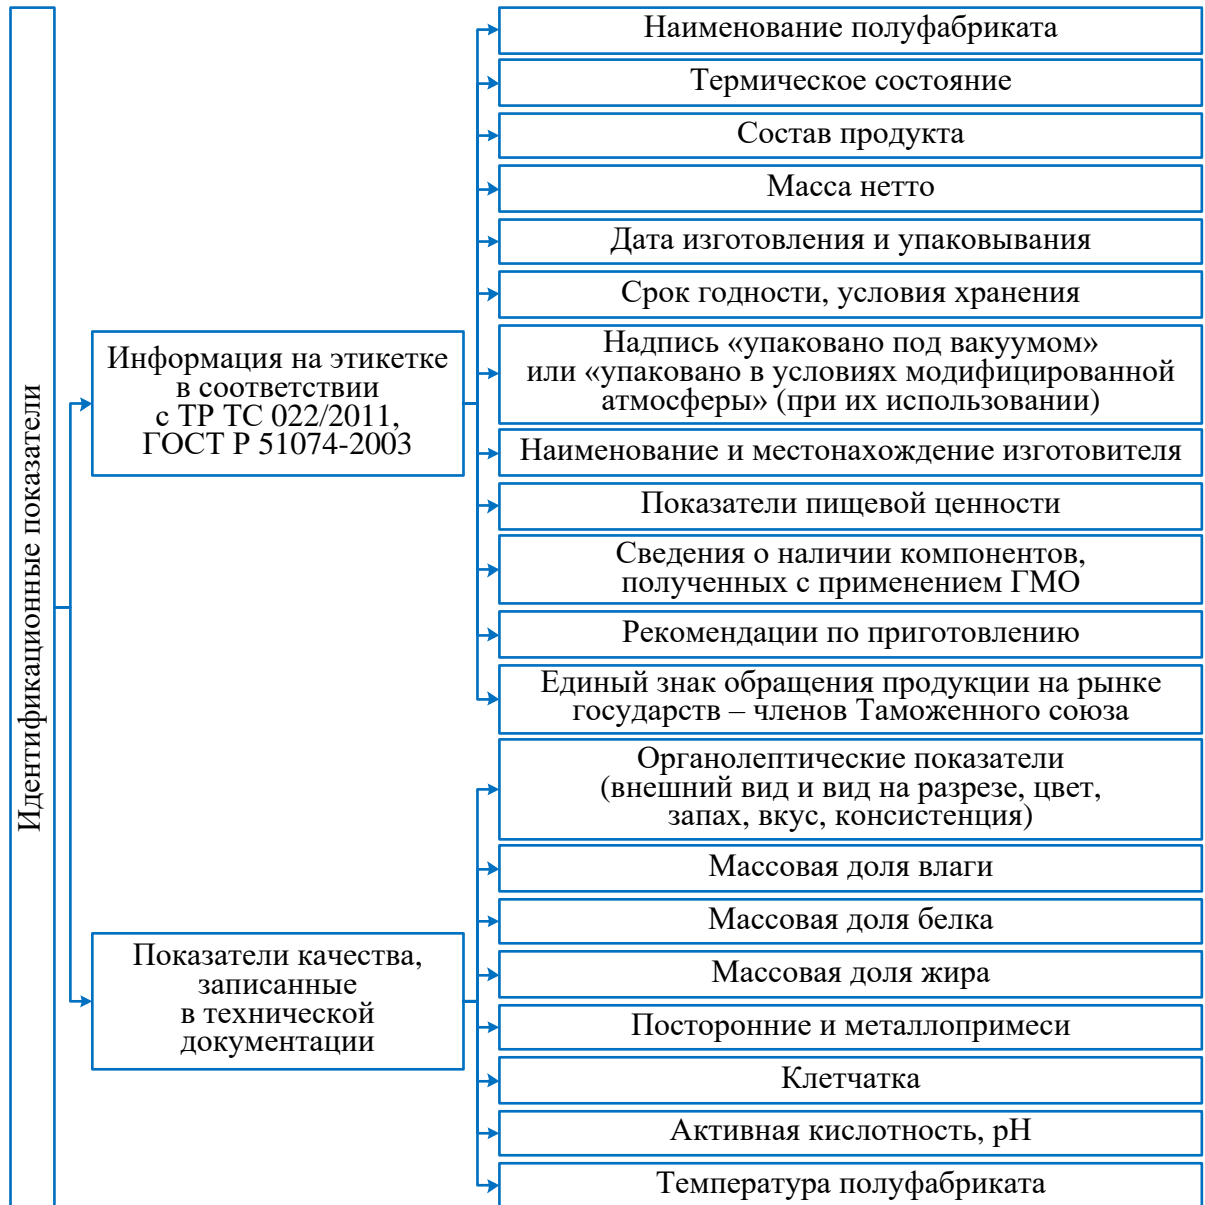 Идентификационные показатели
Информация на этикетке
в соответствии
с ТР ТС 022/2011,
ГОСТ Р 51074-2003
Наименование полуфабриката
Термическое состояние
Состав продукта
Масса нетто
Дата изготовления и упаковывания
Срок годности, условия хранения
Надпись «упаковано под вакуумом»
или «упаковано в условиях модифицированной
атмосферы» (при их использовании)
Наименование и местонахождение изготовителя
Показатели пищевой ценности
Сведения о наличии компонентов,
полученных с применением ГМО
Рекомендации по приготовлению
Единый знак обращения продукции на рынке
государств – членов Таможенного союза
Показатели качества,
записанные
в технической
документации
Органолептические показатели
(внешний вид и вид на разрезе, цвет,
запах, вкус, консистенция)
Массовая доля влаги
Массовая доля белка
Массовая доля жира
Посторонние и металлопримеси
Клетчатка
Активная кислотность, рН
Температура полуфабриката